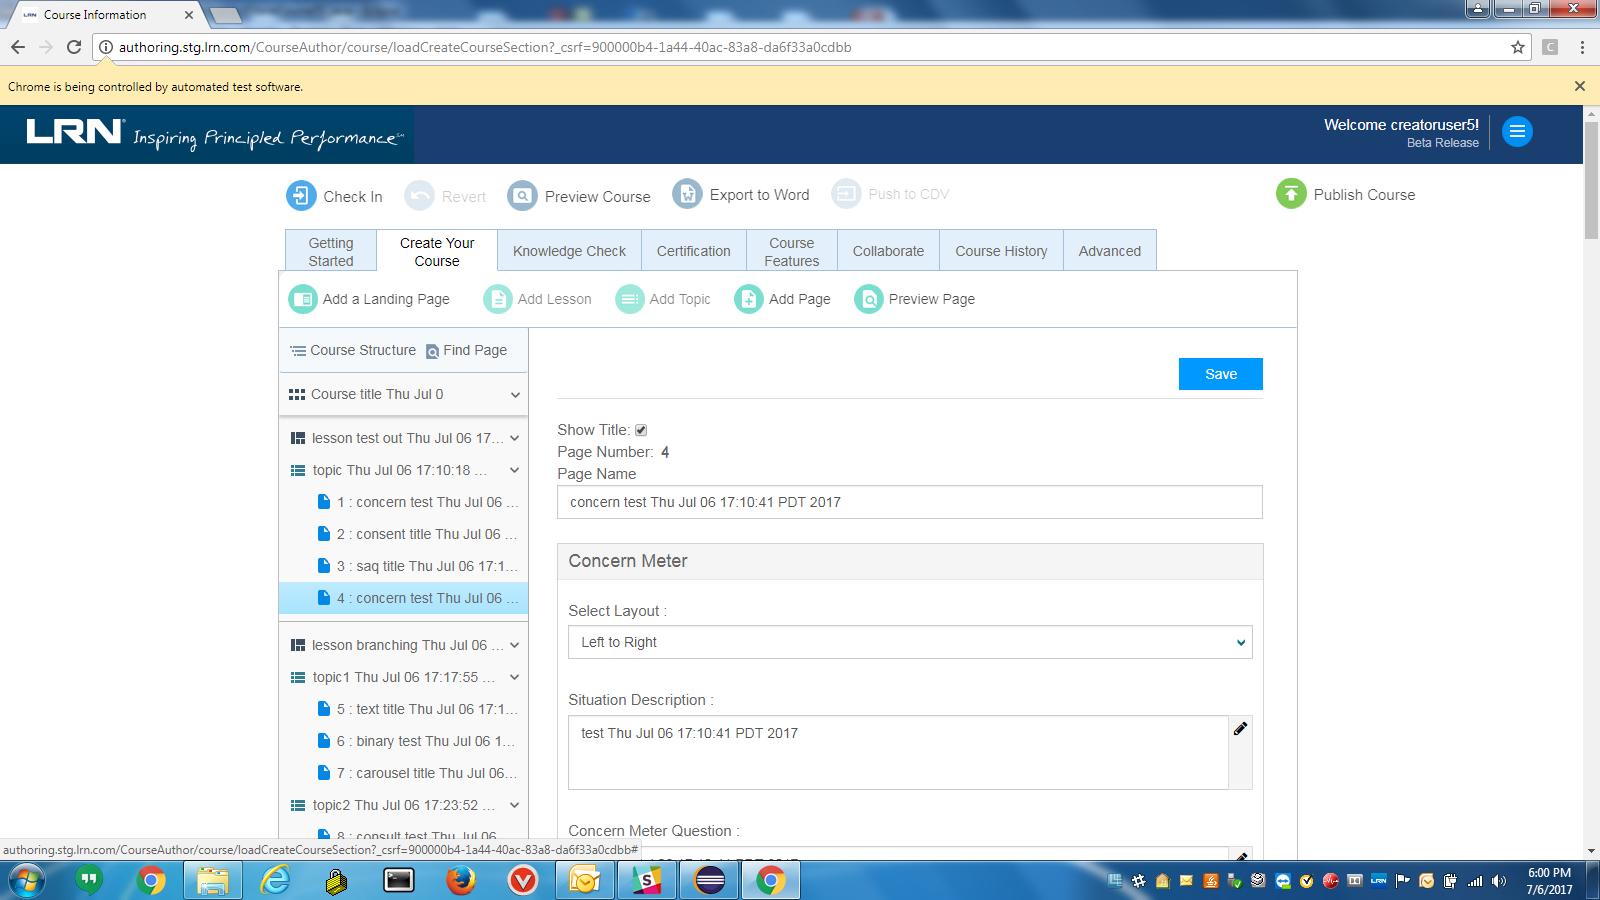 LRN Course Information
authoring.stg.lrn.com/CourseAuthor/course/loadCreateCourseSection?_csrf=900000b4-1a44-40ac-83a8-da6f33a0cdbb
Chrome is being controlled by automated test software.
LRN Inspiring Principled Performance
Welcome creatoruser5!
Beta Release
Check In Revert Preview Course Export to Word Push to CDV Publish Course
Getting Started Create Your Course Knowledge Check Certification Course Features Collaborate Course History Advanced
Add a Landing Page Add Lesson Add Topic Add Page Preview Page
Course Structure Find Page
Course title Thu Jul 0
lesson test out Thu Jul 06 17...
topic Thu Jul 06 17:10:18 ...
1 : concern test Thu Jul 06 ...
2 : consent title Thu Jul 06 ...
3 : saq title Thu Jul 06 17:1...
4 : concern test Thu Jul 06 ...
lesson branching Thu Jul 06 ...
topic1 Thu Jul 06 17:17:55 ...
5 : text title Thu Jul 06 17:1...
6 : binary test Thu Jul 06 1...
7 : carousel title Thu Jul 06...
topic2 Thu Jul 06 17:23:52 ...
8 : consult test Thu Jul 06
Save
Show Title:
Page Number: 4
Page Name
concern test Thu Jul 06 17:10:41 PDT 2017
Concern Meter
Select Layout :
Left to Right
Situation Description :
test Thu Jul 06 17:10:41 PDT 2017
Concern Meter Question :
authoring.stg.lrn.com/CourseAuthor/course/loadCreateCourseSection?_csrf=900000b4-1a44-40ac-83a8-da6f33a0cdbb#
LRN
6:00 PM
7/6/2017